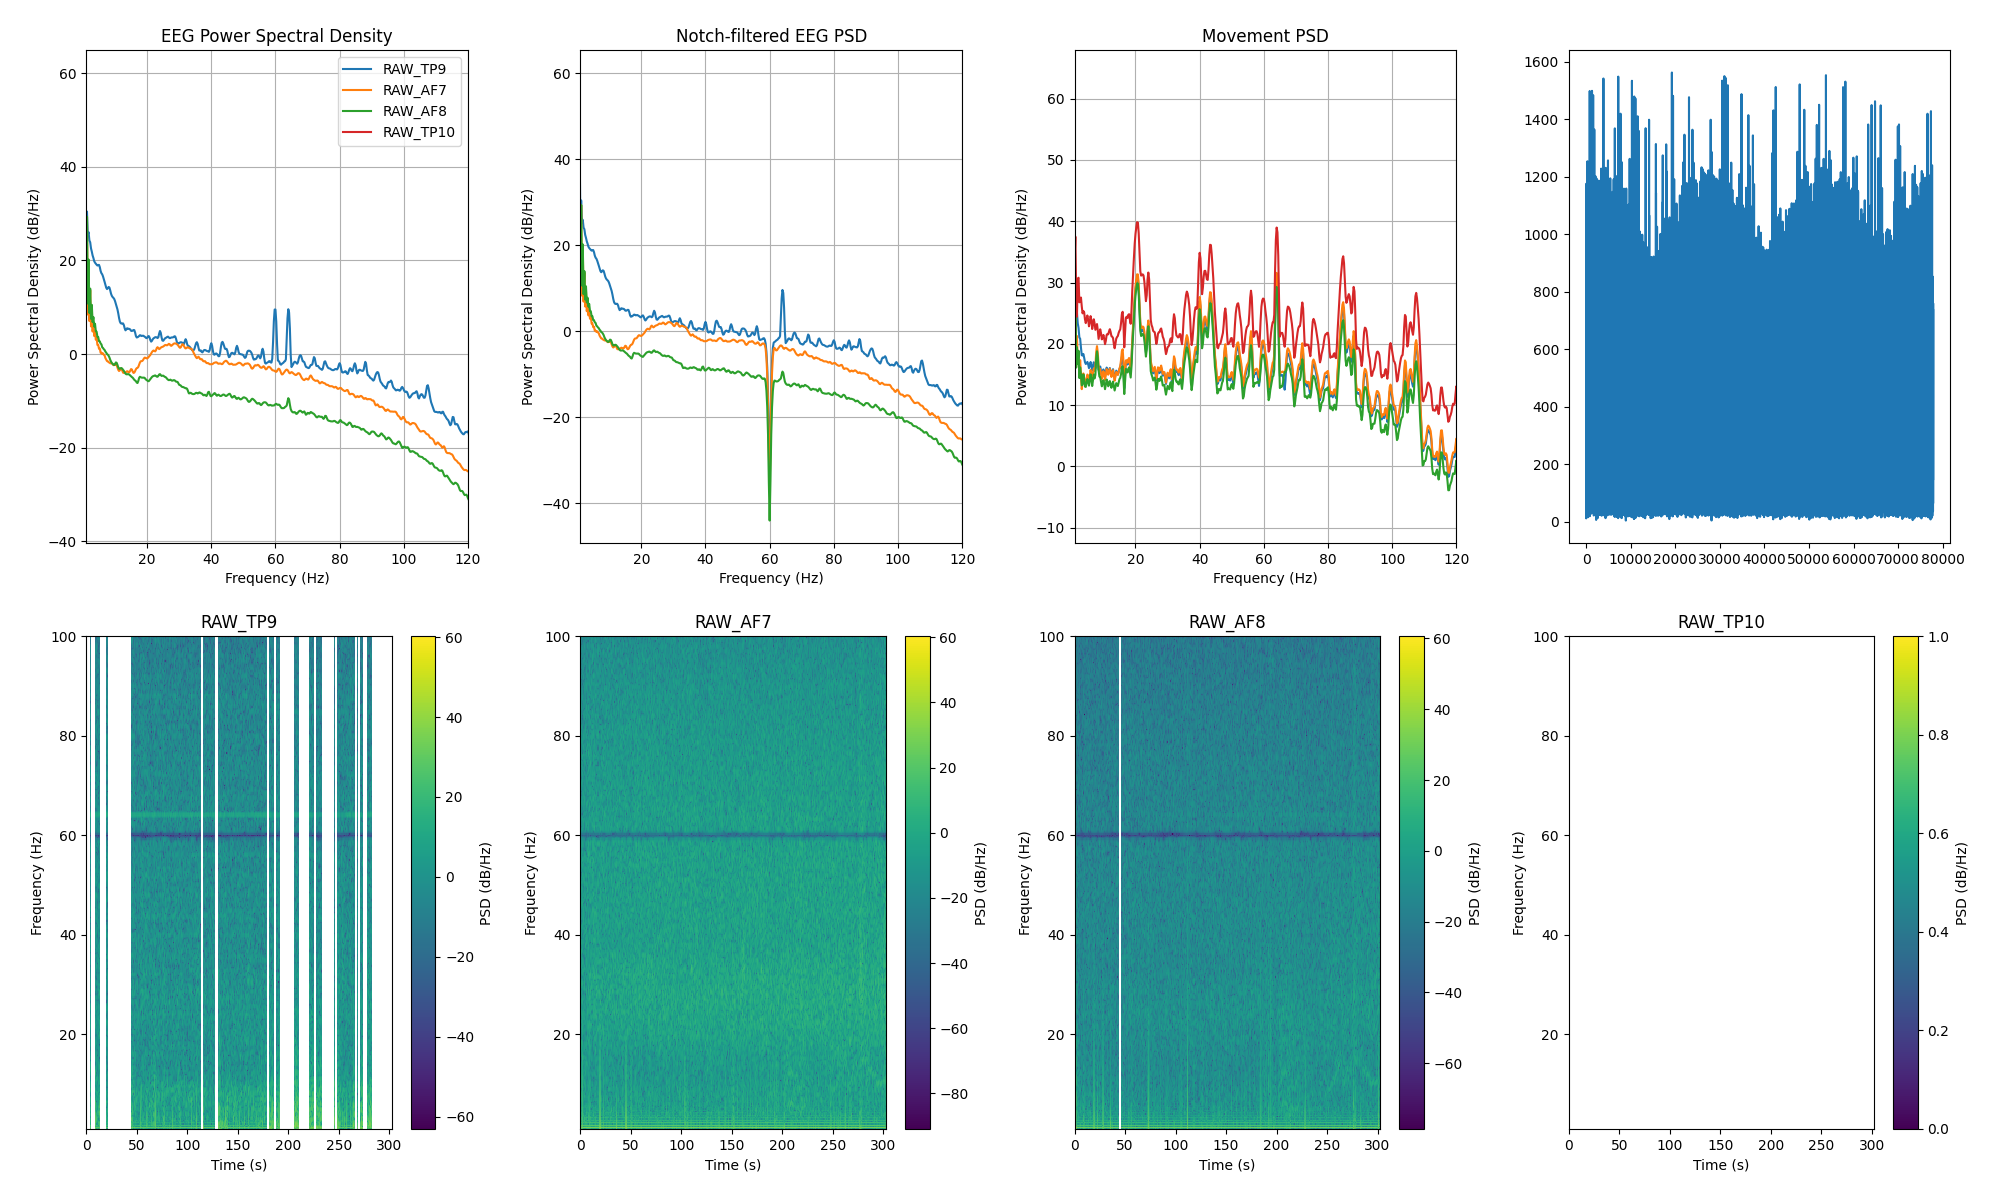 EEG Power Spectral Density
60
40
20
0
−20
−40
20 40 60 80 100 120
Frequency (Hz)
Power Spectral Density (dB/Hz)
RAW_TP9
RAW_AF7
RAW_AF8
RAW_TP10
Notch-filtered EEG PSD
60
40
20
0
−20
−40
20 40 60 80 100 120
Frequency (Hz)
Power Spectral Density (dB/Hz)
Movement PSD
60
50
40
30
20
10
0
−10
20 40 60 80 100 120
Frequency (Hz)
Power Spectral Density (dB/Hz)
1600
1400
1200
1000
800
600
400
200
0
0 10000 20000 30000 40000 50000 60000 70000 80000
RAW_TP9
100
80
60
40
20
0 50 100 150 200 250 300
Time (s)
Frequency (Hz)
60
40
20
0
−20
−40
−60
PSD (dB/Hz)
RAW_AF7
100
80
60
40
20
0 50 100 150 200 250 300
Time (s)
Frequency (Hz)
60
40
20
0
−20
−40
−60
−80
PSD (dB/Hz)
RAW_AF8
100
80
60
40
20
0 50 100 150 200 250 300
Time (s)
Frequency (Hz)
60
40
20
0
−20
−40
−60
PSD (dB/Hz)
RAW_TP10
100
80
60
40
20
0 50 100 150 200 250 300
Time (s)
Frequency (Hz)
1.0
0.8
0.6
0.4
0.2
0.0
PSD (dB/Hz)